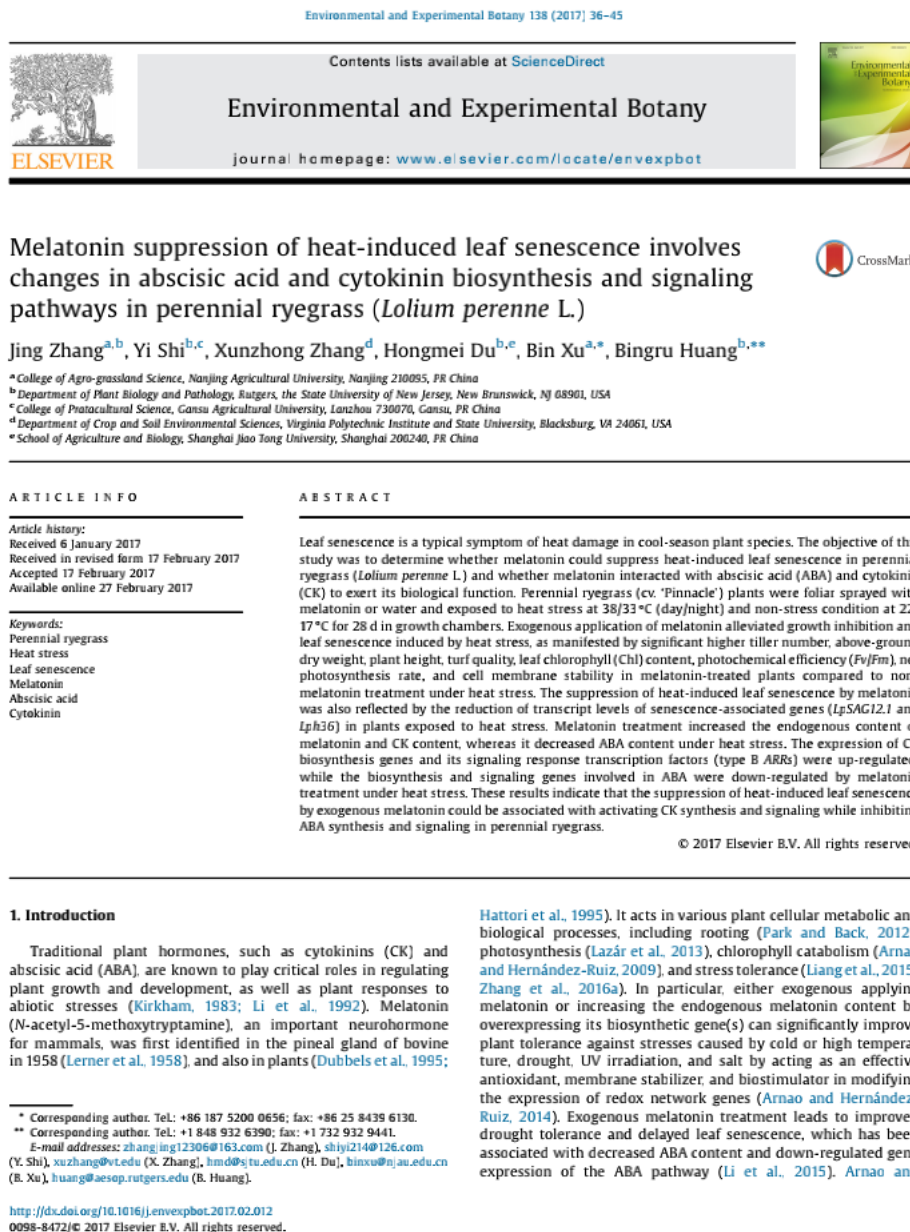 Environmental and Experimental Botany 138 (2017) 36–45
Contents lists available at ScienceDirect
Environmental and Experimental Botany
journal homepage: www.elsevier.com/locate/envexpbot
ELSEVIER
Environmental
Experimental
Botany
Melatonin suppression of heat-induced leaf senescence involves
changes in abscisic acid and cytokinin biosynthesis and signaling
pathways in perennial ryegrass (Lolium perenne L.)
CrossMark
Jing Zhang a,b, Yi Shi b,c, Xunzhong Zhang d, Hongmei Du b,e, Bin Xu a,*, Bingru Huang b,**
a College of Agro-grassland Science, Nanjing Agricultural University, Nanjing 210095, PR China
b Department of Plant Biology and Pathology, Rutgers, the State University of New Jersey, New Brunswick, NJ 08901, USA
c College of Pratacultural Science, Gansu Agricultural University, Lanzhou 730070, Gansu, PR China
d Department of Crop and Soil Environmental Sciences, Virginia Polytechnic Institute and State University, Blacksburg, VA 24061, USA
e School of Agriculture and Biology, Shanghai Jiao Tong University, Shanghai 200240, PR China
ARTICLE INFO
Article history:
Received 6 January 2017
Received in revised form 17 February 2017
Accepted 17 February 2017
Available online 27 February 2017
Keywords:
Perennial ryegrass
Heat stress
Leaf senescence
Melatonin
Abscisic acid
Cytokinin
ABSTRACT
Leaf senescence is a typical symptom of heat damage in cool-season plant species. The objective of th
study was to determine whether melatonin could suppress heat-induced leaf senescence in perennia
ryegrass (Lolium perenne L.) and whether melatonin interacted with abscisic acid (ABA) and cytokini
(CK) to exert its biological function. Perennial ryegrass (cv. 'Pinnacle') plants were foliar sprayed wit
melatonin or water and exposed to heat stress at 38/33 °C (day/night) and non-stress condition at 22
17 °C for 28 d in growth chambers. Exogenous application of melatonin alleviated growth inhibition an
leaf senescence induced by heat stress, as manifested by significant higher tiller number, above-groun
dry weight, plant height, turf quality, leaf chlorophyll (Chl) content, photochemical efficiency (Fv/Fm), ne
photosynthesis rate, and cell membrane stability in melatonin-treated plants compared to non
melatonin treatment under heat stress. The suppression of heat-induced leaf senescence by melatoni
was also reflected by the reduction of transcript levels of senescence-associated genes (LpSAG12.1 an
Lph36) in plants exposed to heat stress. Melatonin treatment increased the endogenous content o
melatonin and CK content, whereas it decreased ABA content under heat stress. The expression of C
biosynthesis genes and its signaling response transcription factors (type B ARRs) were up-regulated
while the biosynthesis and signaling genes involved in ABA were down-regulated by melatoni
treatment under heat stress. These results indicate that the suppression of heat-induced leaf senescenc
by exogenous melatonin could be associated with activating CK synthesis and signaling while inhibitin
ABA synthesis and signaling in perennial ryegrass.
© 2017 Elsevier B.V. All rights reserved
1. Introduction
Traditional plant hormones, such as cytokinins (CK) and
abscisic acid (ABA), are known to play critical roles in regulating
plant growth and development, as well as plant responses to
abiotic stresses (Kirkham, 1983; Li et al., 1992). Melatonin
(N-acetyl-5-methoxytryptamine), an important neurohormone
for mammals, was first identified in the pineal gland of bovine
in 1958 (Lerner et al., 1958), and also in plants (Dubbels et al., 1995;
* Corresponding author. Tel.: +86 187 5200 0656; fax: +86 25 8439 6130.
** Corresponding author. Tel.: +1 848 932 6390; fax: +1 732 932 9441.
E-mail addresses: zhangjing12306@163.com (J. Zhang), shiyi214@126.com
(Y. Shi), xuzhang@vt.edu (X. Zhang), hmd@sjtu.edu.cn (H. Du), binxu@njau.edu.cn
(B. Xu), huang@aesop.rutgers.edu (B. Huang).
http://dx.doi.org/10.1016/j.envexpbot.2017.02.012
0098-8472/© 2017 Elsevier B.V. All rights reserved.
Hattori et al., 1995). It acts in various plant cellular metabolic an
biological processes, including rooting (Park and Back, 2012
photosynthesis (Lazár et al., 2013), chlorophyll catabolism (Arna
and Hernández-Ruiz, 2009), and stress tolerance (Liang et al., 2015
Zhang et al., 2016a). In particular, either exogenous applyin
melatonin or increasing the endogenous melatonin content b
overexpressing its biosynthetic gene(s) can significantly improv
plant tolerance against stresses caused by cold or high tempera
ture, drought, UV irradiation, and salt by acting as an effectiv
antioxidant, membrane stabilizer, and biostimulator in modifyin
the expression of redox network genes (Arnao and Hernández
Ruiz, 2014). Exogenous melatonin treatment leads to improve
drought tolerance and delayed leaf senescence, which has bee
associated with decreased ABA content and down-regulated gen
expression of the ABA pathway (Li et al., 2015). Arnao an